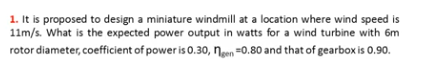 1. It is proposed to design a miniature windmill at a location where wind speed is
11m/s. What is the expected power output in watts for a wind turbine with 6m
rotor diameter, coefficient of power is 0.30, ηgen =0.80 and that of gearbox is 0.90.